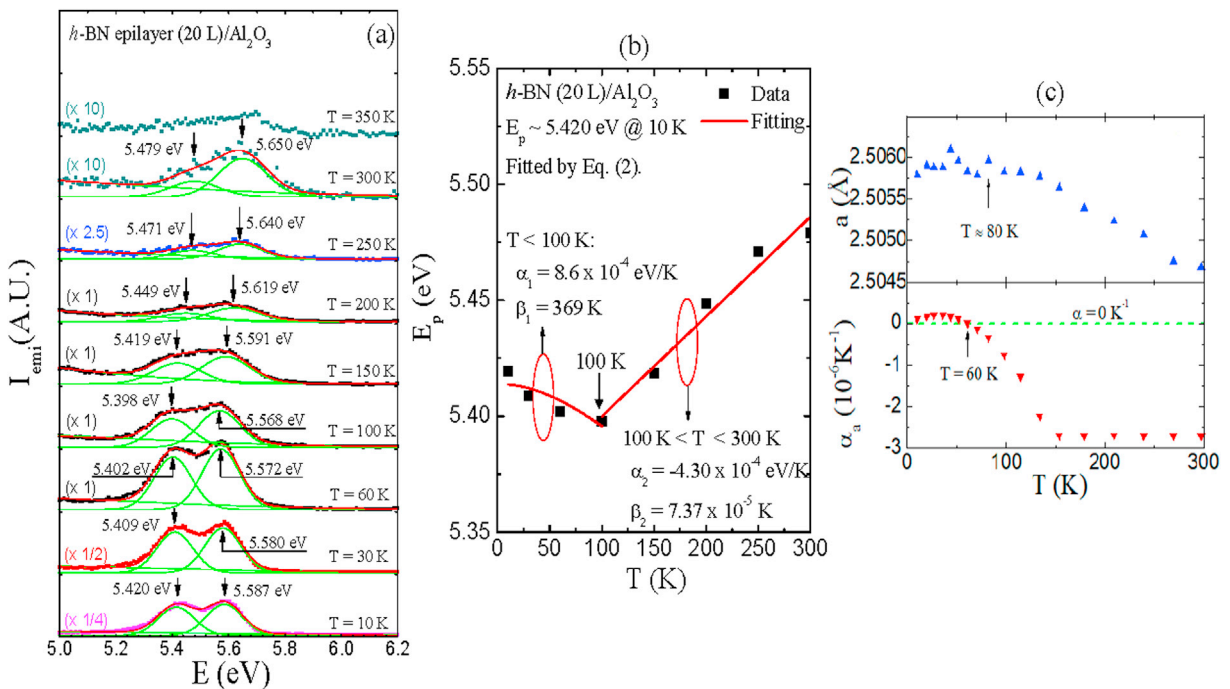 h-BN epilayer (20 L)/Al₂O₃
(a)
(x 10)
T = 350 K
5.479 eV
5.650 eV
(x 10)
T = 300 K
5.471 eV
5.640 eV
(x 2.5)
T = 250 K
5.449 eV
5.619 eV
(x 1)
T = 200 K
5.419 eV
5.591 eV
(x 1)
T = 150 K
5.398 eV
5.568 eV
(x 1)
T = 100 K
5.402 eV
5.572 eV
(x 1)
T = 60 K
5.409 eV
5.580 eV
(x 1/2)
T = 30 K
5.420 eV
5.587 eV
(x 1/4)
T = 10 K
5.0 5.2 5.4 5.6 5.8 6.0 6.2
E (eV)
I_emi (A.U.)
(b)
5.55
5.50
5.45
5.40
5.35
E_p (eV)
h-BN (20 L)/Al₂O₃
E_p ~ 5.420 eV @ 10 K
Fitted by Eq. (2).
Data
Fitting
T < 100 K:
α₁ = 8.6 x 10⁻⁴ eV/K
β₁ = 369 K
100 K
100 K < T < 300 K
α₂ = -4.30 x 10⁻⁴ eV/K
β₂ = 7.37 x 10⁻⁵ K
0 50 100 150 200 250 300
T (K)
(c)
2.5060
2.5055
2.5050
2.5045
a (Å)
T ≈ 80 K
α = 0 K⁻¹
T = 60 K
0
-1
-2
-3
α_a (10⁻⁶K⁻¹)
0 100 200 300
T (K)